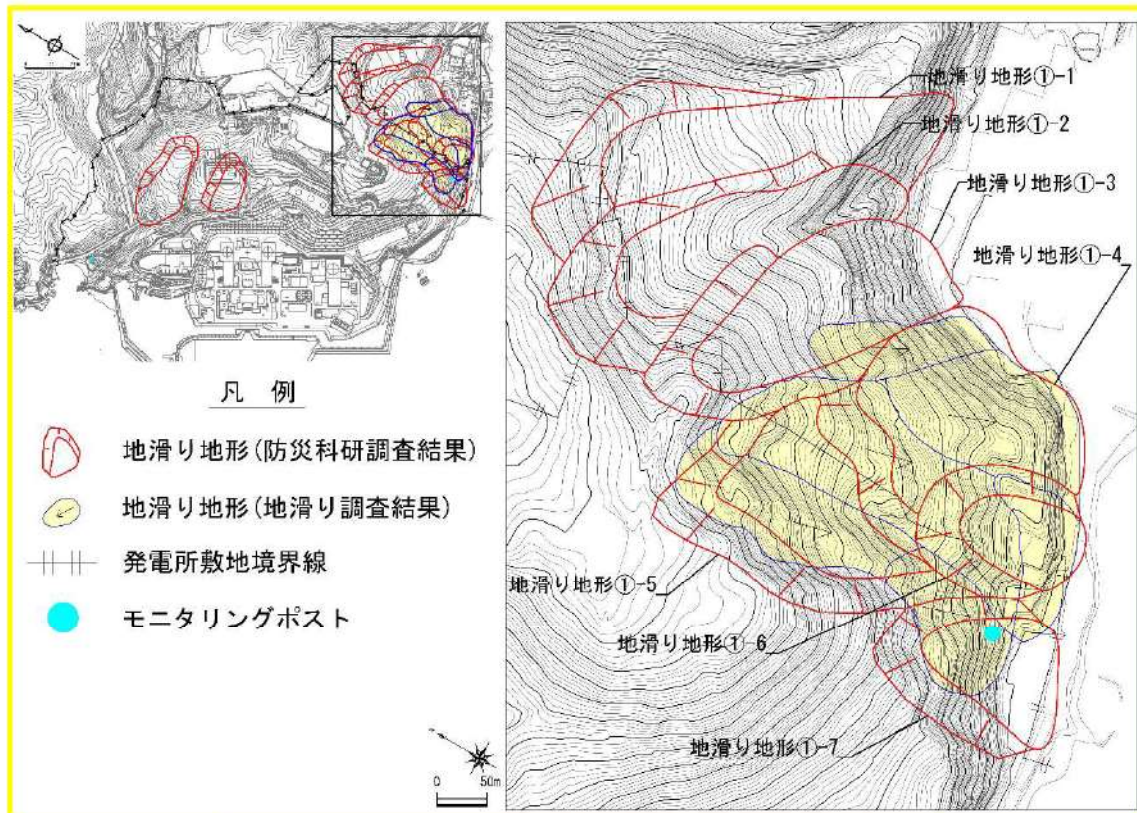 地滑り地形①-1
地滑り地形①-2
地滑り地形①-3
地滑り地形①-4
地滑り地形①-5
地滑り地形①-6
地滑り地形①-7
凡 例
地滑り地形(防災科研調査結果)
地滑り地形(地滑り調査結果)
発電所敷地境界線
モニタリングポスト
0 50m